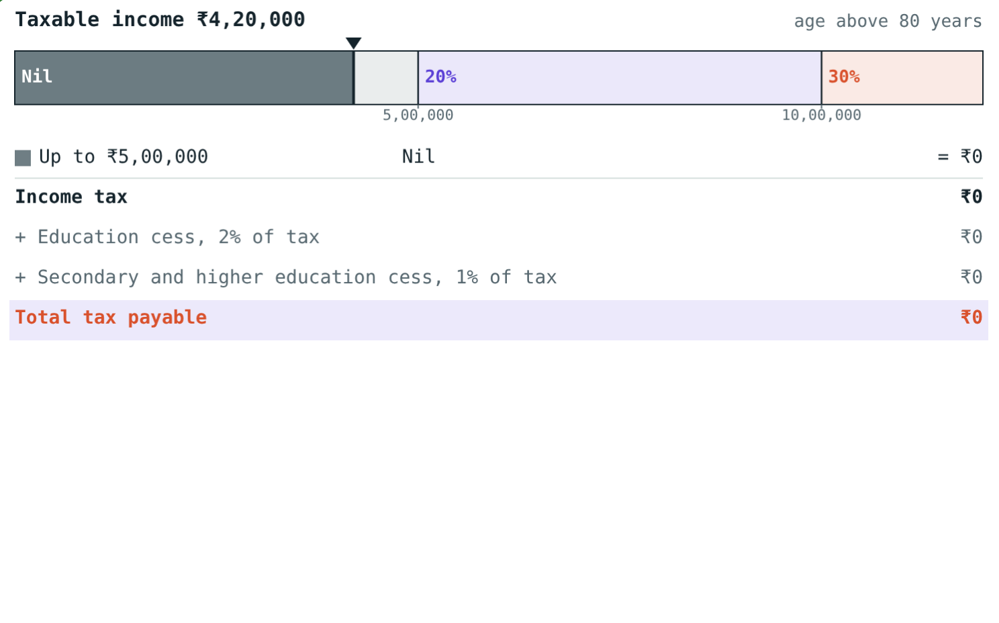 Taxable income ₹4,20,000 age above 80 years
Nil 20% 30%
5,00,000 10,00,000
Up to ₹5,00,000 Nil = ₹0
Income tax ₹0
+ Education cess, 2% of tax ₹0
+ Secondary and higher education cess, 1% of tax ₹0
Total tax payable ₹0